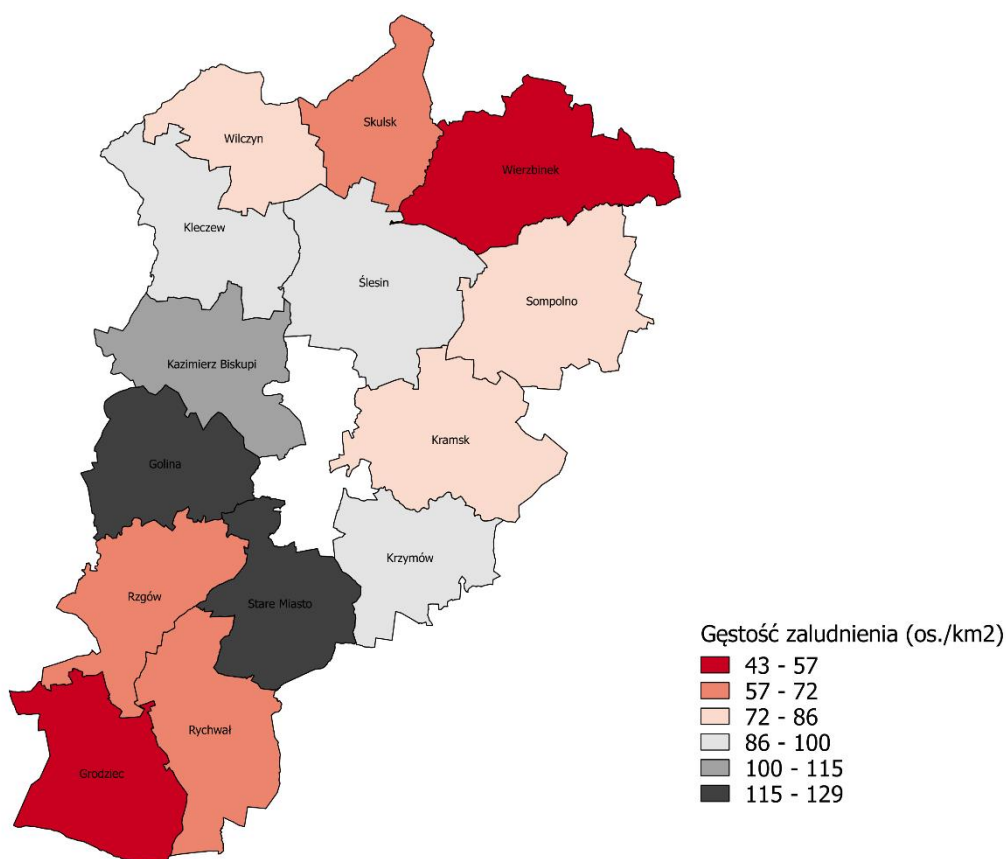 Skulsk
Wilczyn
Wierzbinek
Kleczew
Ślesin
Sompolno
Kazimierz Biskupi
Kramsk
Golina
Krzymów
Rzgów
Stare Miasto
Rychwał
Grodziec
Gęstość zaludnienia (os./km2)
43 - 57
57 - 72
72 - 86
86 - 100
100 - 115
115 - 129